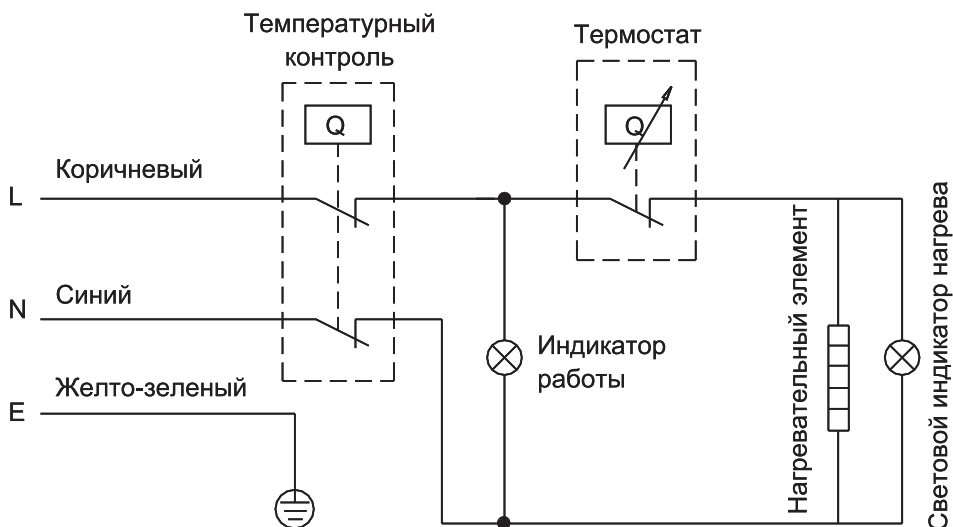 Температурный
контроль
Термостат
Q
Q
Коричневый
L
Синий
N
Индикатор
работы
Желто-зеленый
E
Нагревательный элемент
Световой индикатор нагрева